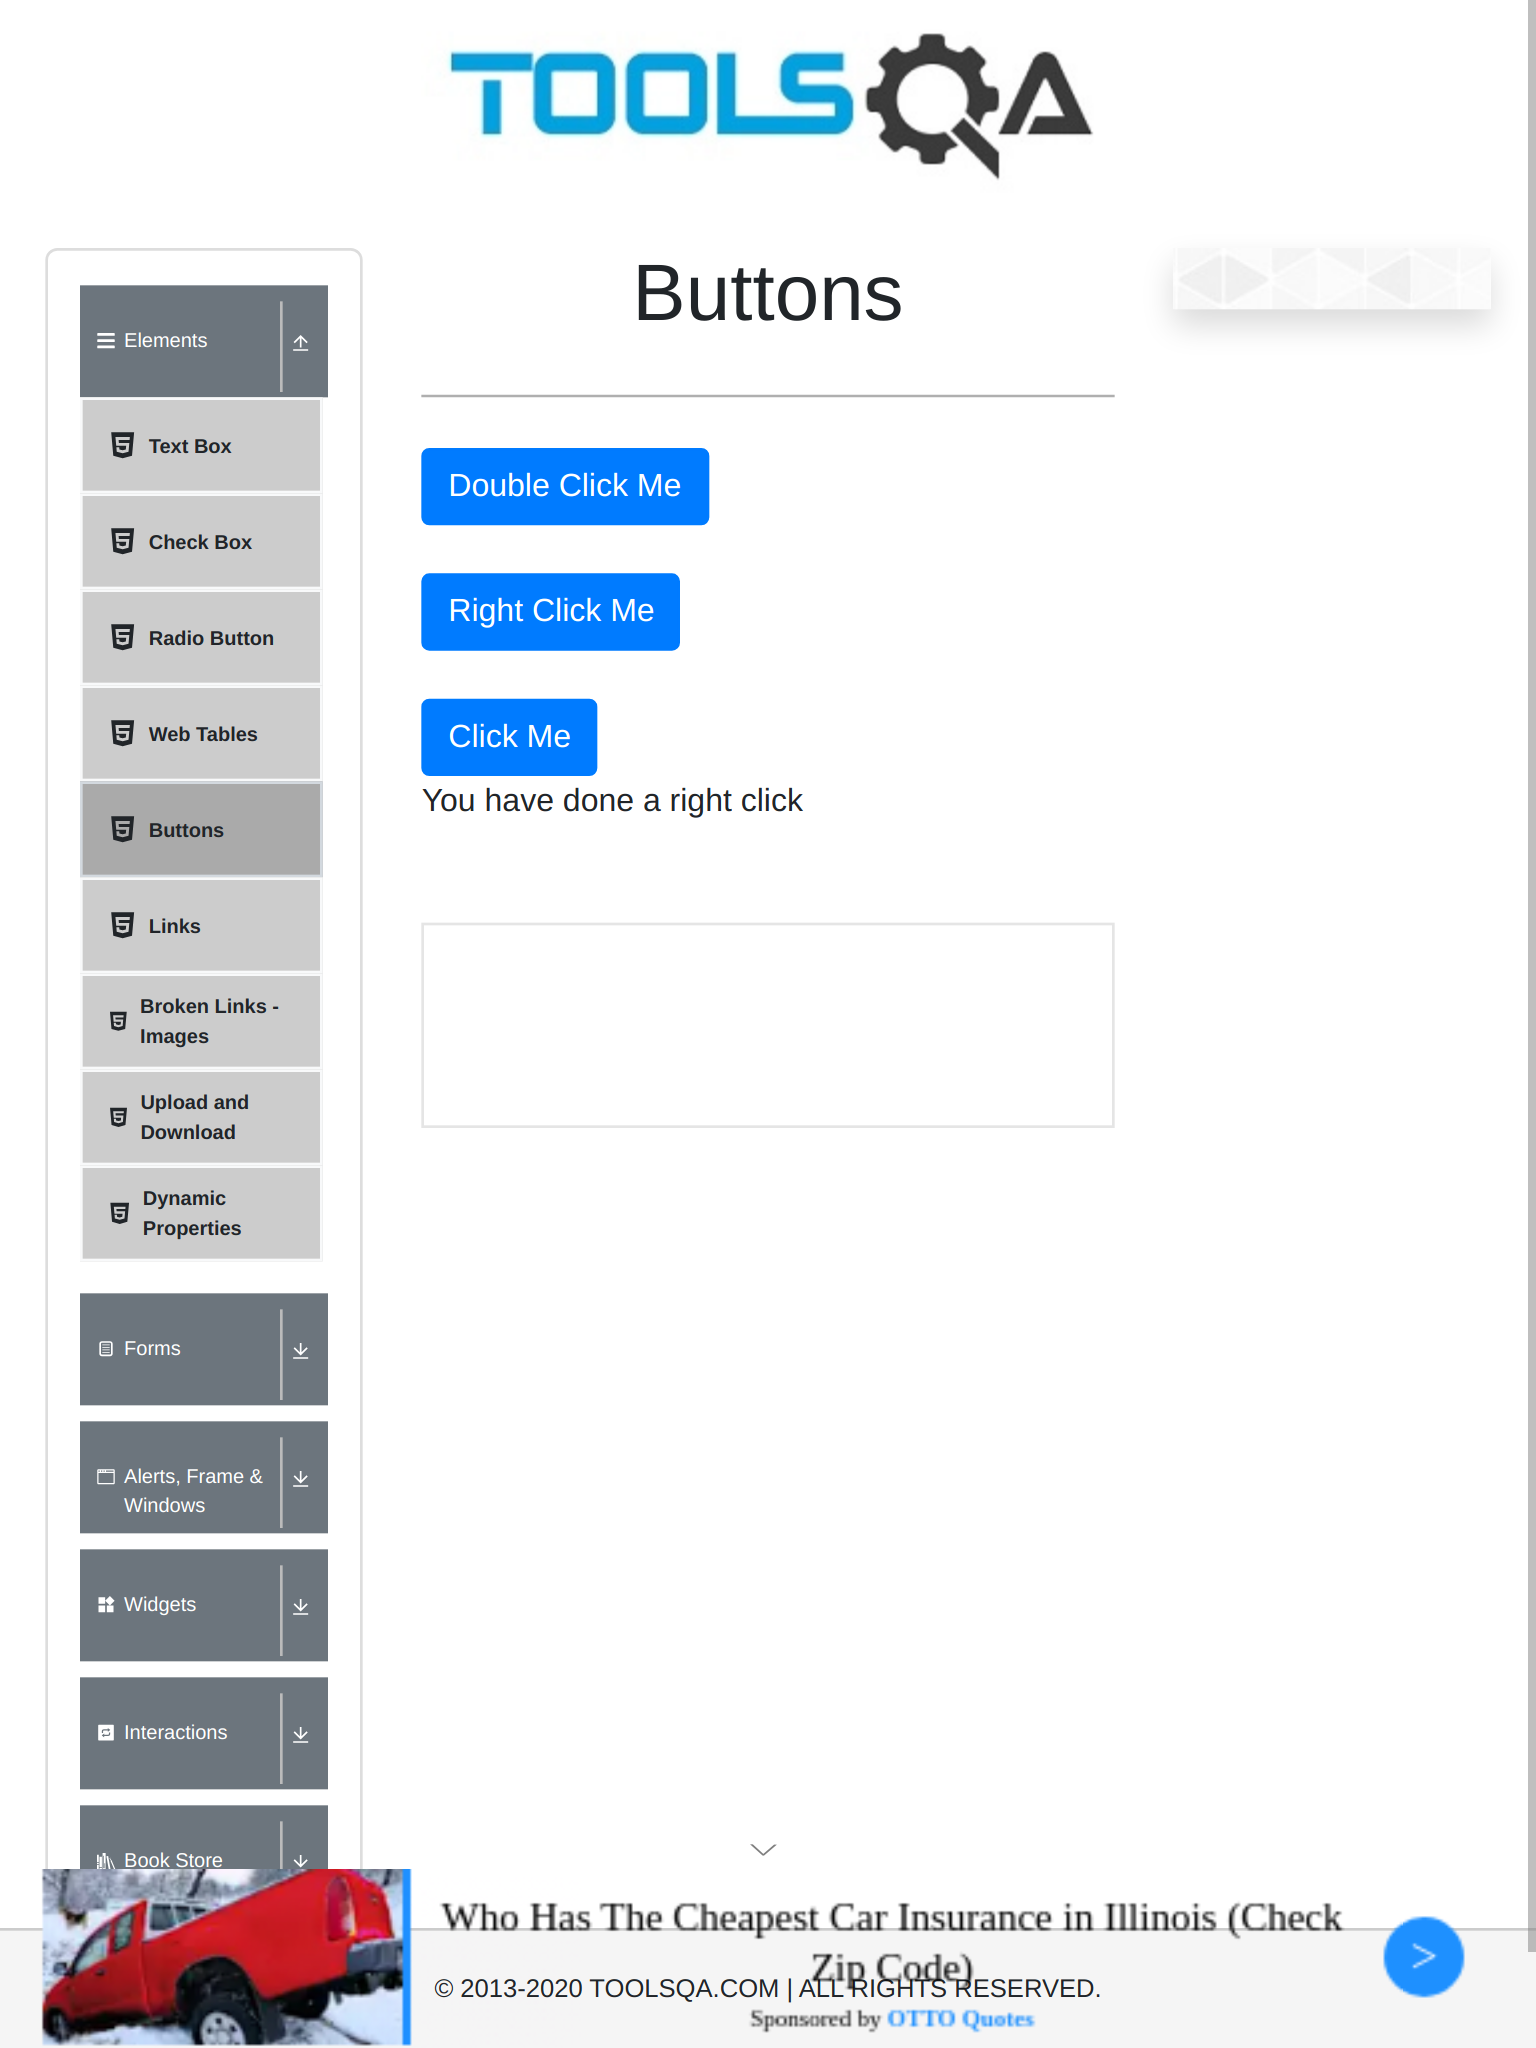 TOOLSQA
Buttons
Elements
Text Box
Check Box
Radio Button
Web Tables
Buttons
Links
Broken Links -
Images
Upload and
Download
Dynamic
Properties
Forms
Alerts, Frame &
Windows
Widgets
Interactions
Book Store
Double Click Me
Right Click Me
Click Me
You have done a right click
Who Has The Cheapest Car Insurance in Illinois (Check
Zip Code)
© 2013-2020 TOOLSQA.COM | ALL RIGHTS RESERVED.
Sponsored by OTTO Quotes